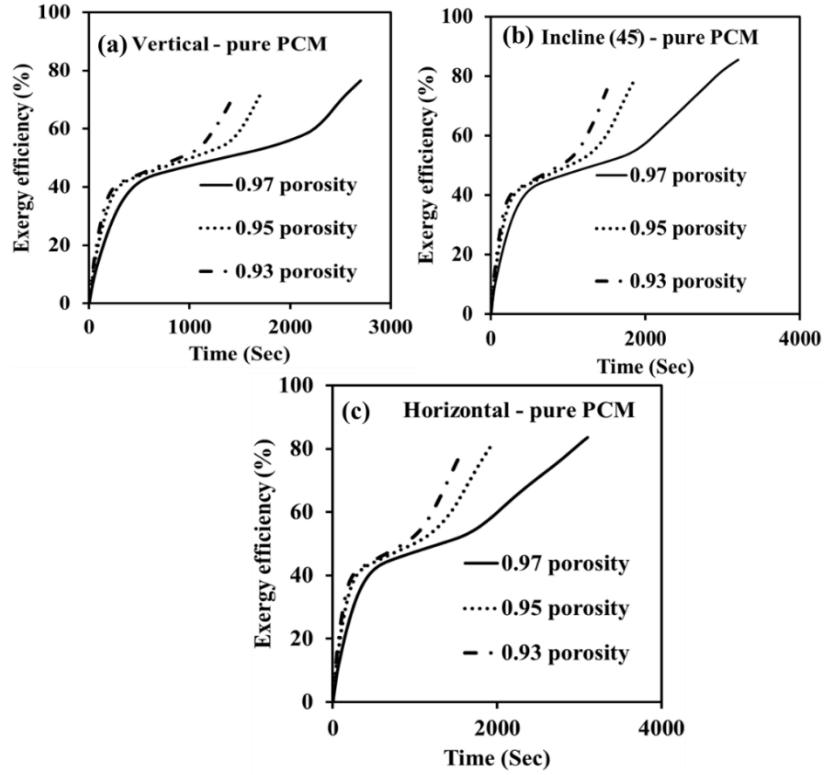 (a) Vertical - pure PCM
Exergy efficiency (%)
100
80
60
40
20
0
0.97 porosity
0.95 porosity
0.93 porosity
0 1000 2000 3000
Time (Sec)
(b) Incline (45) - pure PCM
Exergy efficiency (%)
100
80
60
40
20
0
0.97 porosity
0.95 porosity
0.93 porosity
0 2000 4000
Time (Sec)
(c) Horizontal - pure PCM
Exergy efficiency (%)
100
80
60
40
20
0
0.97 porosity
0.95 porosity
0.93 porosity
0 2000 4000
Time (Sec)